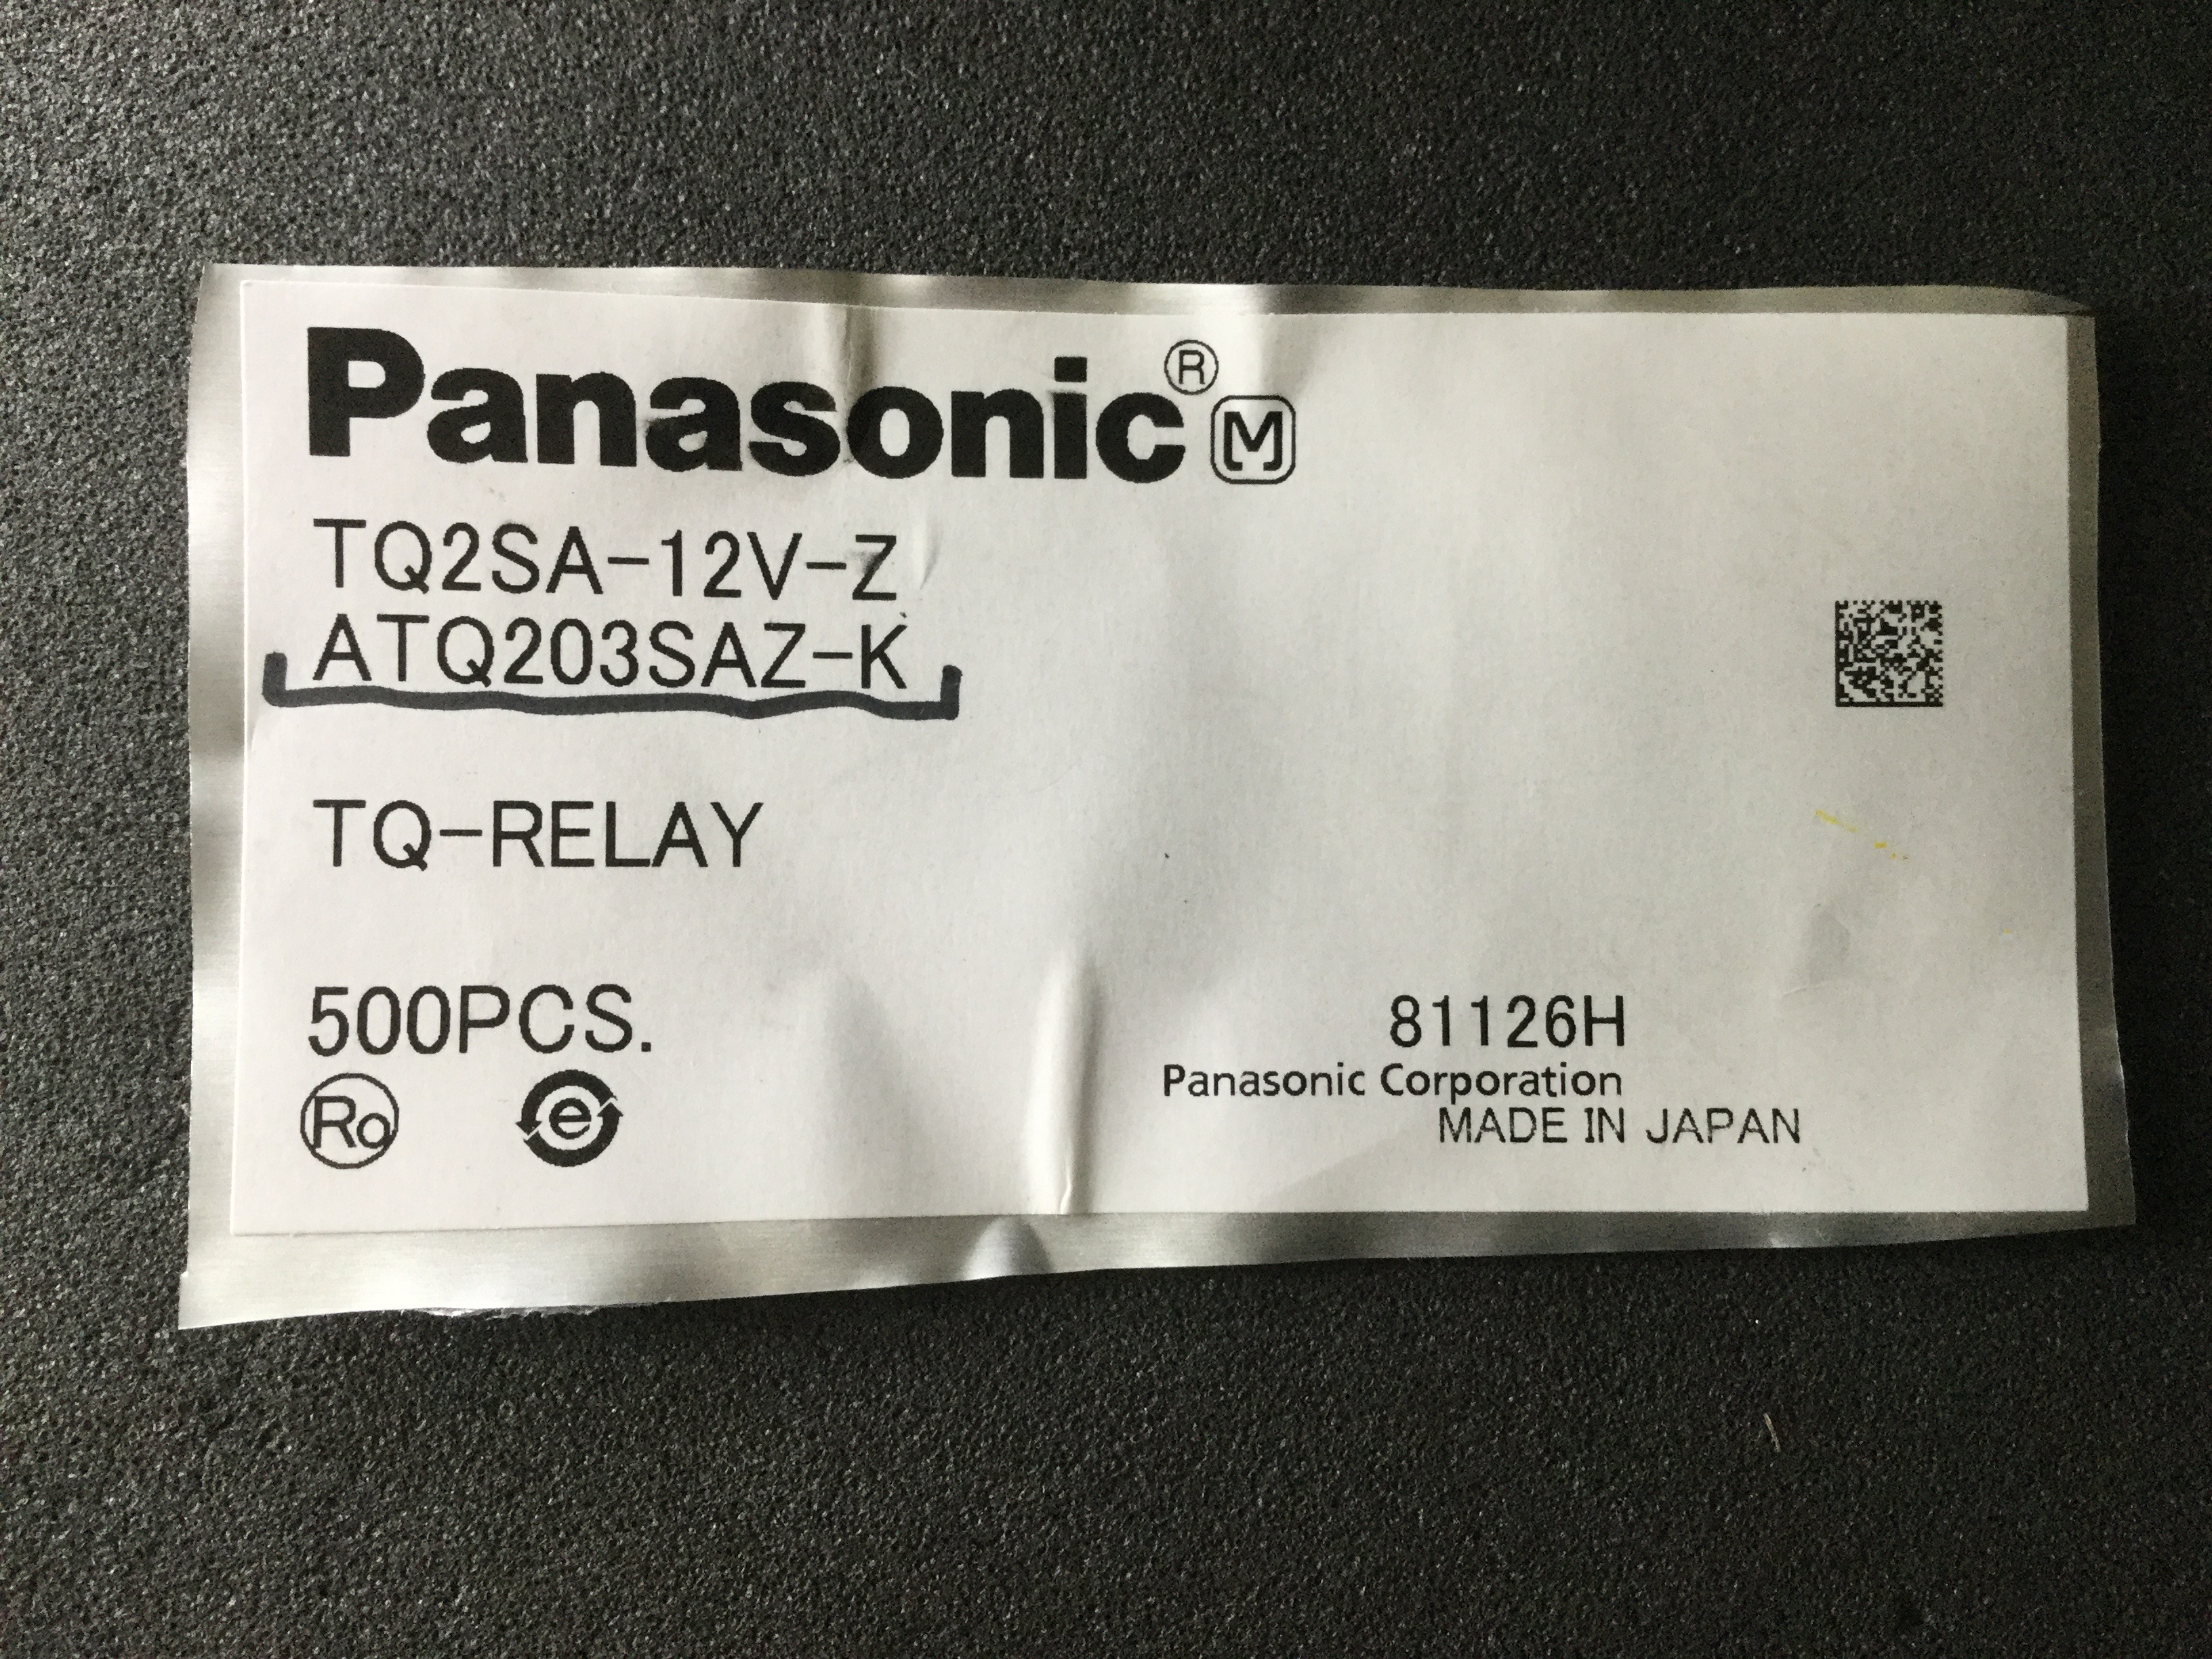 Panasonic® M
TQ2SA-12V-Z
ATQ203SAZ-K
TQ-RELAY
500PCS.
81126H
Panasonic Corporation
MADE IN JAPAN
Ro e